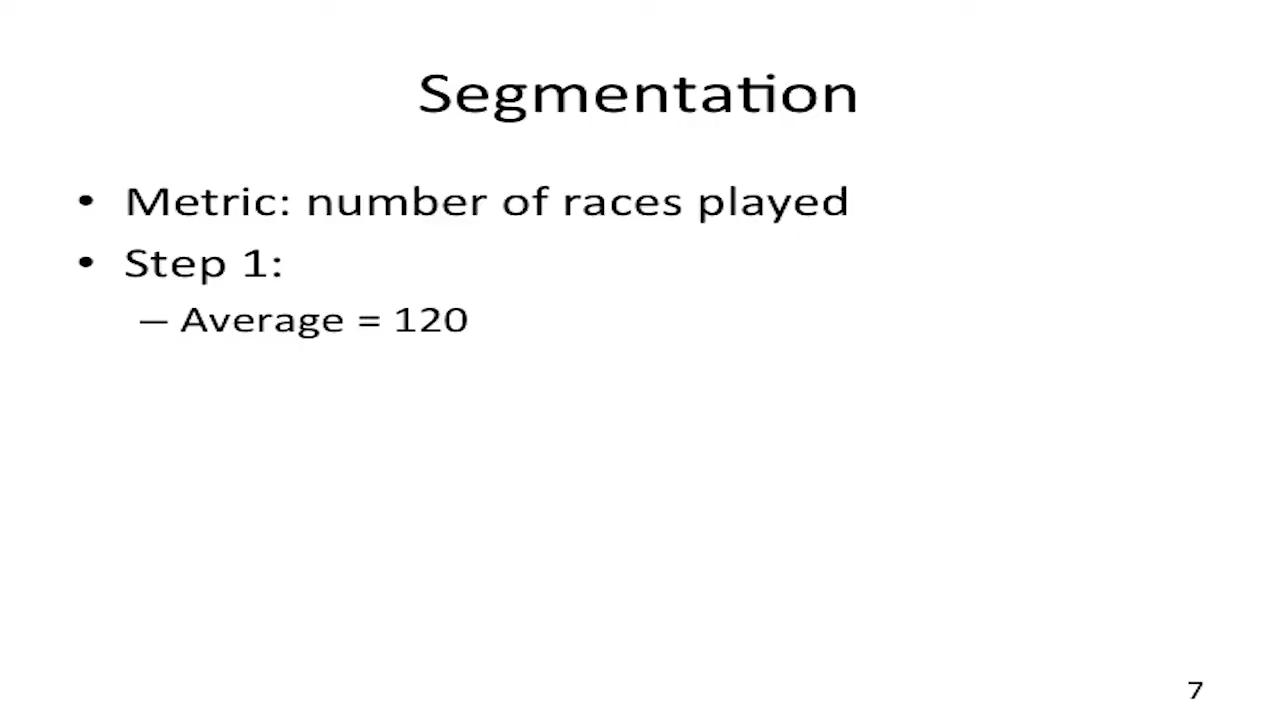 Segmentation
• Metric: number of races played
• Step 1:
– Average = 120
7